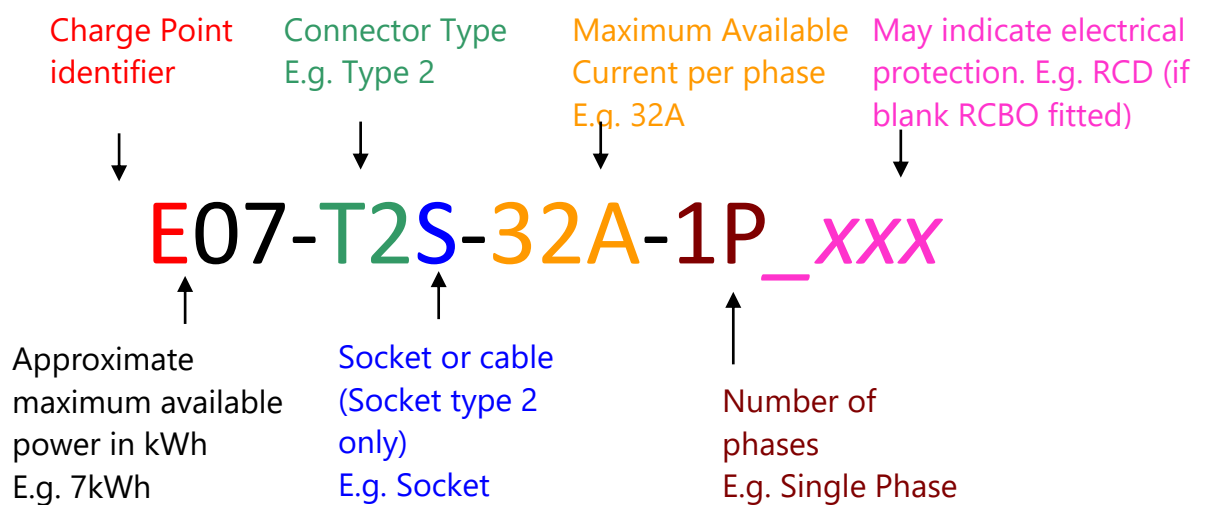 Charge Point
identifier
Connector Type
E.g. Type 2
Maximum Available
Current per phase
E.g. 32A
May indicate electrical
protection. E.g. RCD (if
blank RCBO fitted)
E07-T2S-32A-1P_xxx
Approximate
maximum available
power in kWh
E.g. 7kWh
Socket or cable
(Socket type 2
only)
E.g. Socket
Number of
phases
E.g. Single Phase